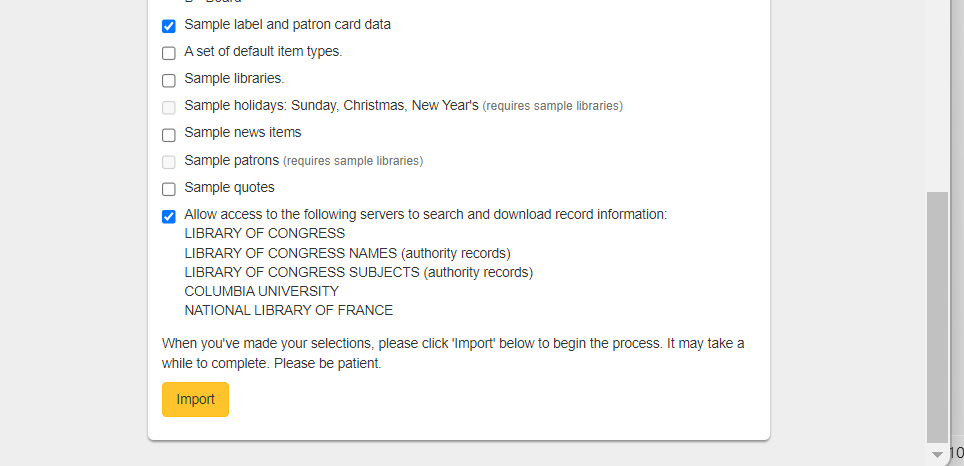 Sample label and patron card data
A set of default item types.
Sample libraries.
Sample holidays: Sunday, Christmas, New Year's (requires sample libraries)
Sample news items
Sample patrons (requires sample libraries)
Sample quotes
Allow access to the following servers to search and download record information:
LIBRARY OF CONGRESS
LIBRARY OF CONGRESS NAMES (authority records)
LIBRARY OF CONGRESS SUBJECTS (authority records)
COLUMBIA UNIVERSITY
NATIONAL LIBRARY OF FRANCE
When you've made your selections, please click 'Import' below to begin the process. It may take a
while to complete. Please be patient.
Import
10